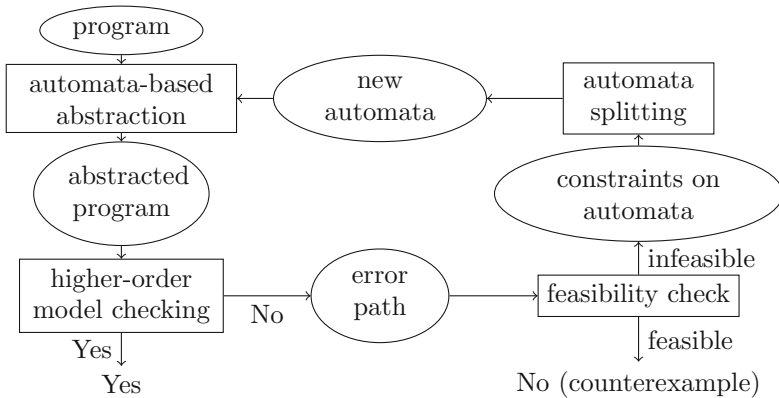 program
automata-based
abstraction
new
automata
automata
splitting
abstracted
program
constraints on
automata
higher-order
model checking
No
error
path
infeasible
feasibility check
feasible
Yes
Yes
No (counterexample)